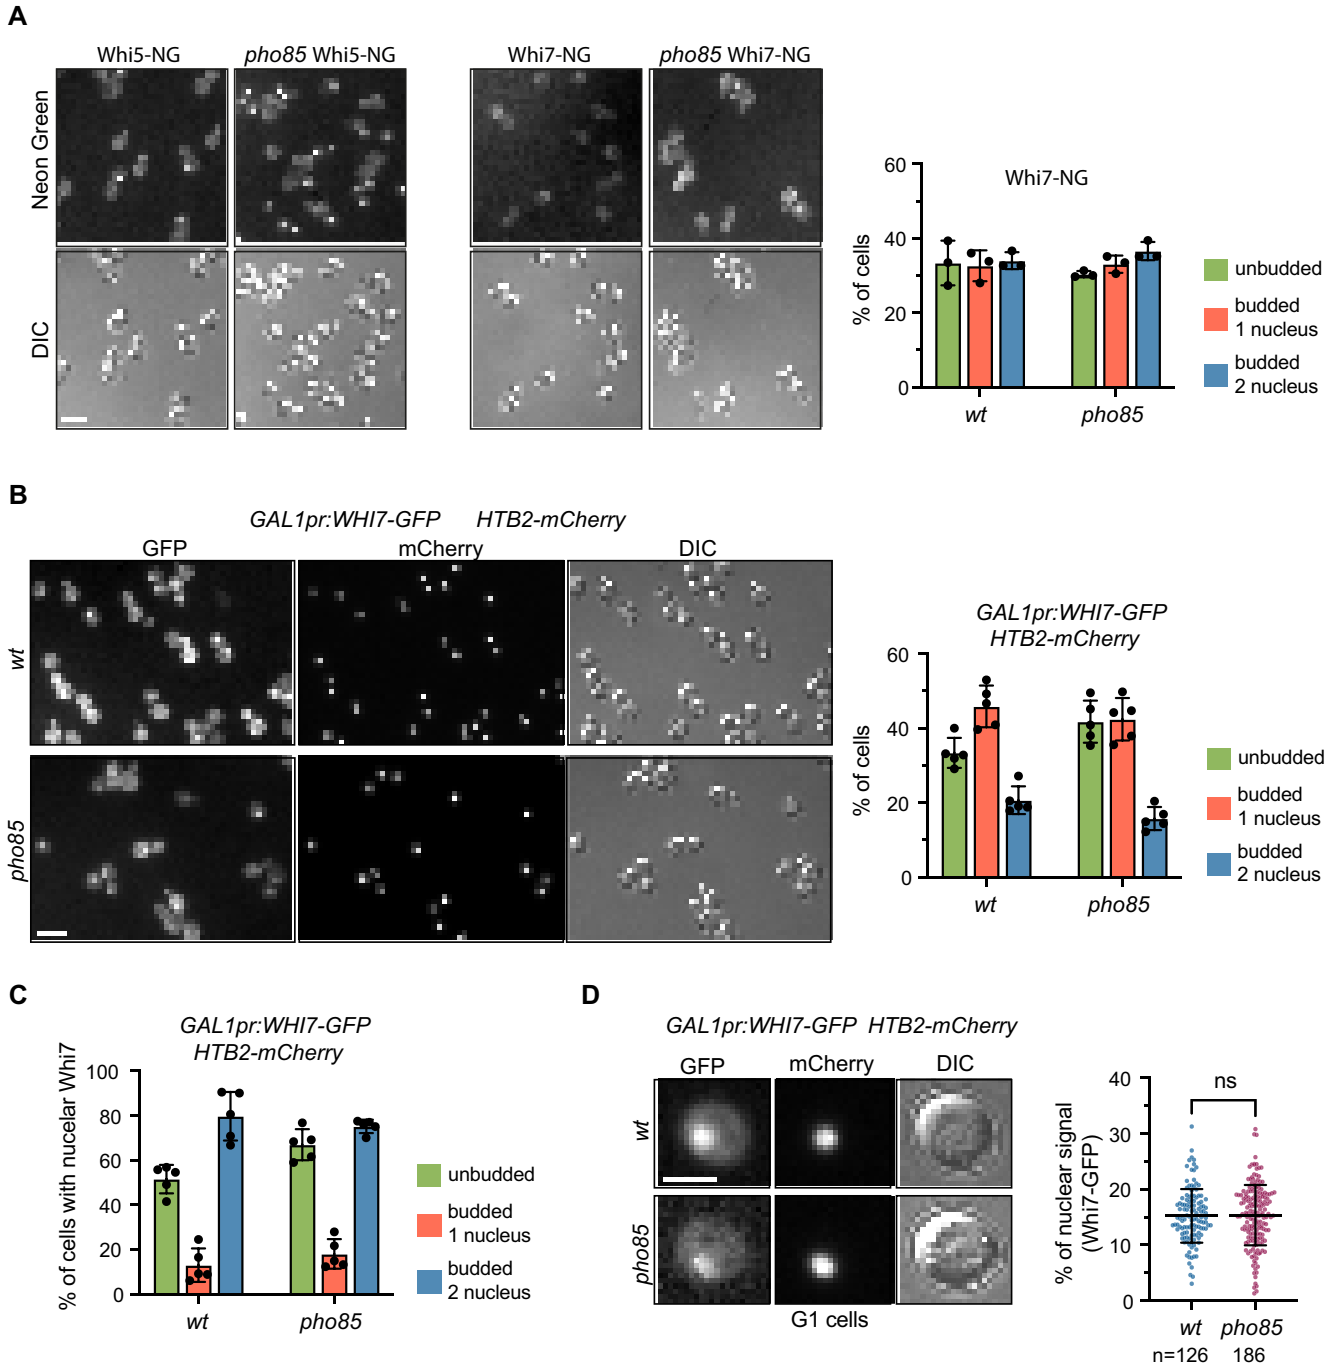 A
Whi5-NG pho85 Whi5-NG Whi7-NG pho85 Whi7-NG
Neon Green
DIC
Whi7-NG
% of cells
60
40
20
0
wt pho85
unbudded
budded
1 nucleus
budded
2 nucleus
B
GAL1pr:WHI7-GFP HTB2-mCherry
GFP mCherry DIC
wt
pho85
GAL1pr:WHI7-GFP
HTB2-mCherry
% of cells
60
40
20
0
wt pho85
unbudded
budded
1 nucleus
budded
2 nucleus
C
GAL1pr:WHI7-GFP
HTB2-mCherry
% of cells with nucelar Whi7
100
80
60
40
20
0
wt pho85
unbudded
budded
1 nucleus
budded
2 nucleus
D
GAL1pr:WHI7-GFP HTB2-mCherry
GFP mCherry DIC
wt
pho85
G1 cells
% of nuclear signal
(Whi7-GFP)
40
30
20
10
0
ns
wt pho85
n=126 186